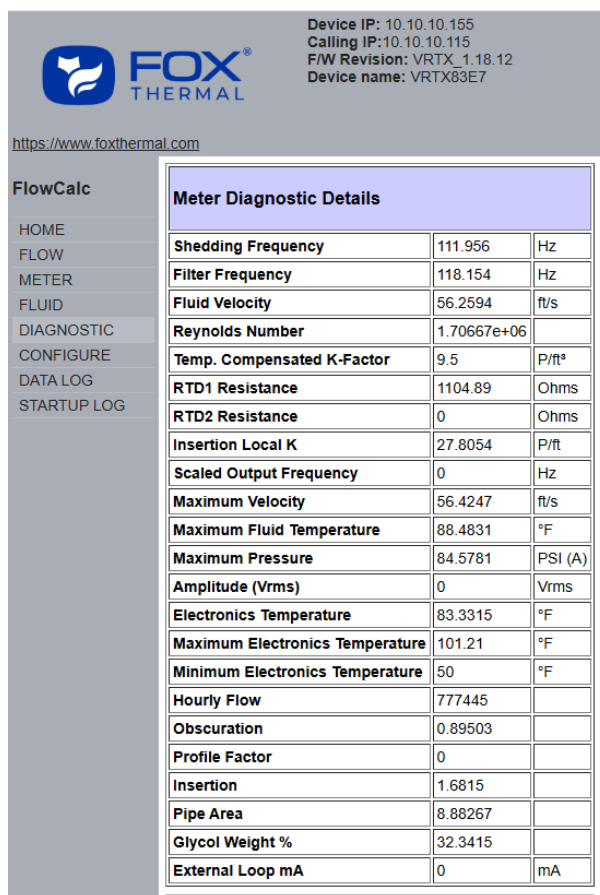 FOX®
THERMAL
Device IP: 10.10.10.155
Calling IP:10.10.10.115
F/W Revision: VRTX_1.18.12
Device name: VRTX83E7
https://www.foxthermal.com
FlowCalc
HOME
FLOW
METER
FLUID
DIAGNOSTIC
CONFIGURE
DATA LOG
STARTUP LOG
Meter Diagnostic Details
Shedding Frequency 111.956 Hz
Filter Frequency 118.154 Hz
Fluid Velocity 56.2594 ft/s
Reynolds Number 1.70667e+06
Temp. Compensated K-Factor 9.5 P/ft³
RTD1 Resistance 1104.89 Ohms
RTD2 Resistance 0 Ohms
Insertion Local K 27.8054 P/ft
Scaled Output Frequency 0 Hz
Maximum Velocity 56.4247 ft/s
Maximum Fluid Temperature 88.4831 °F
Maximum Pressure 84.5781 PSI (A)
Amplitude (Vrms) 0 Vrms
Electronics Temperature 83.3315 °F
Maximum Electronics Temperature 101.21 °F
Minimum Electronics Temperature 50 °F
Hourly Flow 777445
Obscuration 0.89503
Profile Factor 0
Insertion 1.6815
Pipe Area 8.88267
Glycol Weight % 32.3415
External Loop mA 0 mA